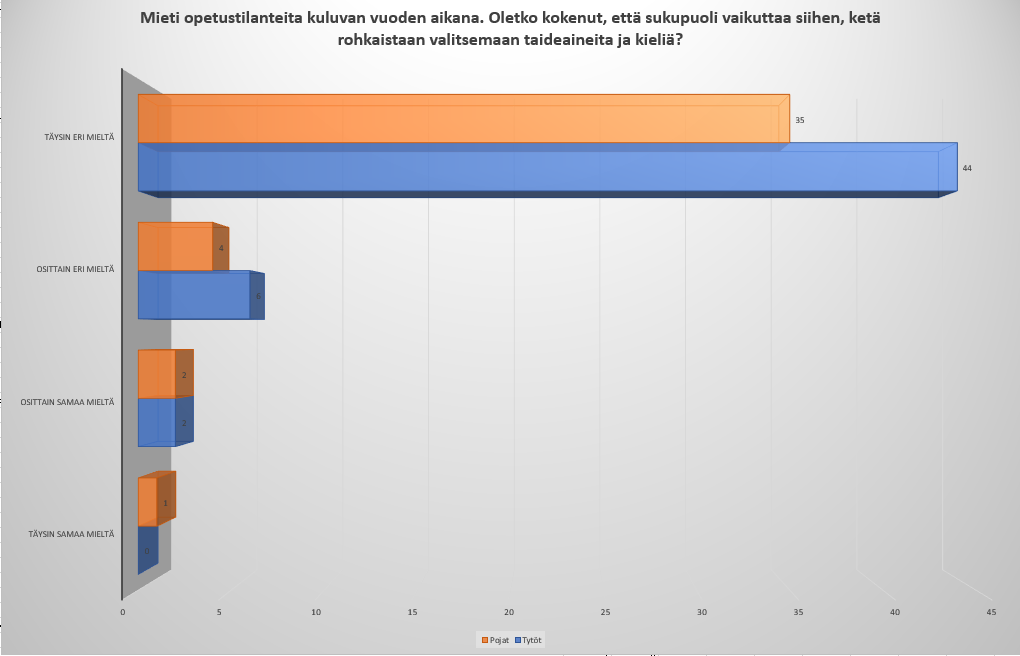 Mieti opetustilanteita kuluvan vuoden aikana. Oletko kokenut, että sukupuoli vaikuttaa siihen, ketä
rohkaistaan valitsemaan taideaineita ja kieliä?
TÄYSIN ERI MIELTÄ
35
44
OSITTAIN ERI MIELTÄ
4
6
OSITTAIN SAMAA MIELTÄ
2
2
TÄYSIN SAMAA MIELTÄ
1
0
0 5 10 15 20 25 30 35 40 45
Pojat Tytöt